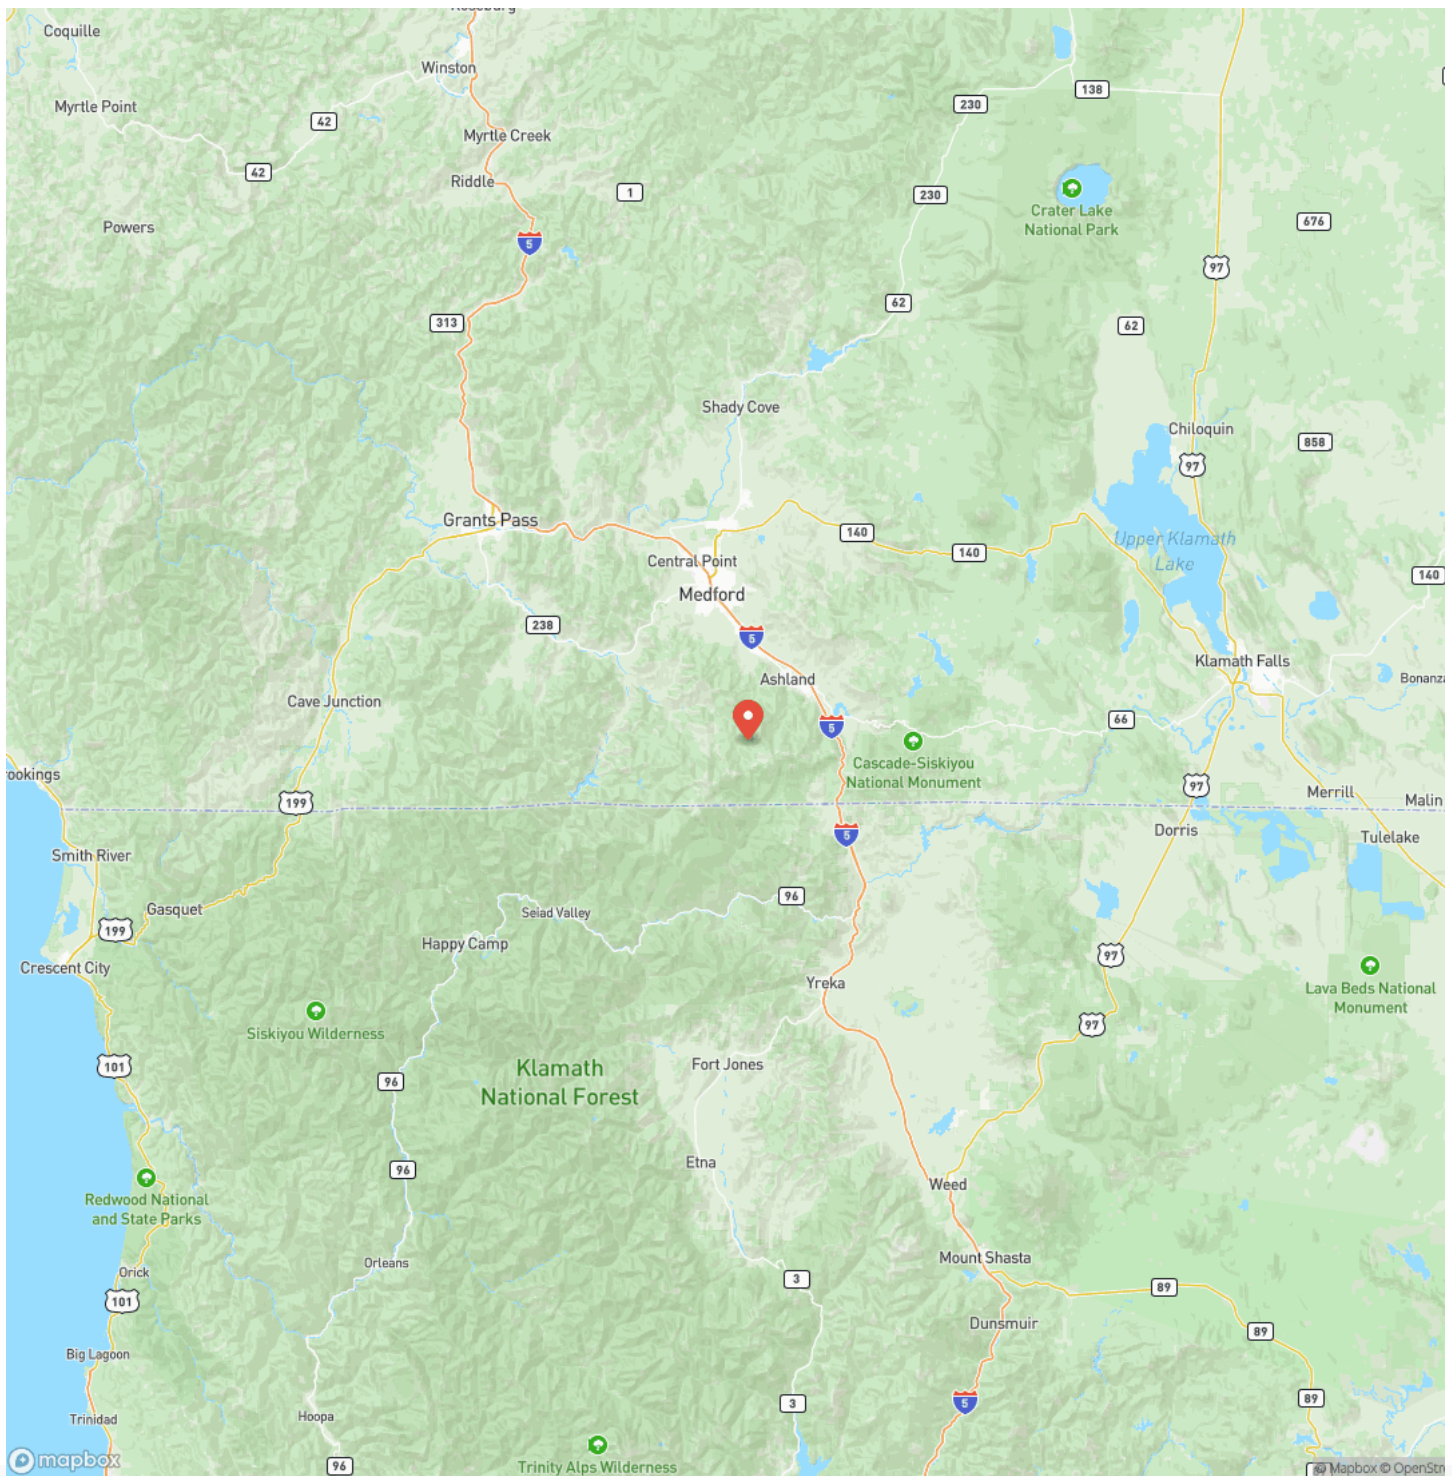 Roseburg
Coquille
Winston
138
230
Myrtle Point
42
Myrtle Creek
42
Riddle
1
230
Crater Lake
National Park
676
Powers
5
97
62
313
62
Shady Cove
Chiloquin
858
97
Grants Pass
140
Upper Klamath
Lake
140
Central Point
140
Medford
238
5
Klamath Falls
Ashland
Bonanza
Cave Junction
66
5
Cascade-Siskiyou
National Monument
rookings
97
Merrill
Malin
199
5
Dorris
Tulelake
Smith River
96
Gasquet
Seiad Valley
199
Happy Camp
97
Crescent City
Yreka
Lava Beds National
Monument
Siskiyou Wilderness
97
101
Klamath
National Forest
Fort Jones
96
Etna
96
Weed
Redwood National
and State Parks
Orleans
Mount Shasta
Orick
3
89
101
Dunsmuir
89
Big Lagoon
3
5
89
Trinidad
Hoopa
mapbox
96
Trinity Alps Wilderness
© Mapbox © OpenStre